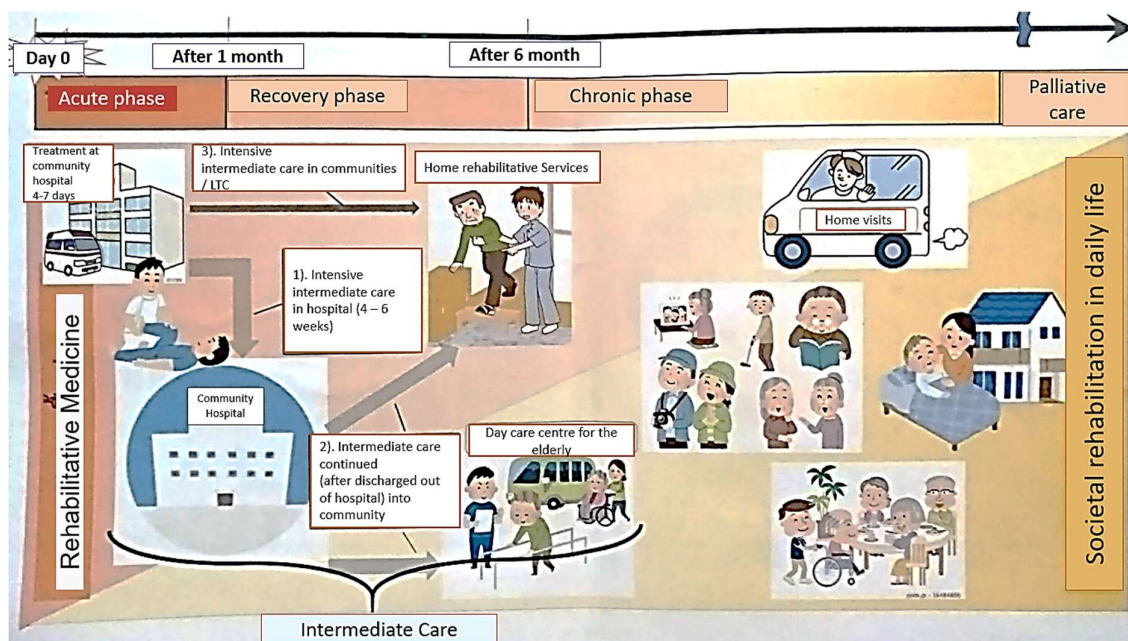 Day 0
After 1 month
After 6 month
Acute phase
Recovery phase
Chronic phase
Palliative
care
Treatment at
community
hospital
4-7 days
3). Intensive
intermediate care in communities
/ LTC
Home rehabilitative Services
Home visits
1). Intensive
intermediate care
in hospital (4 – 6
weeks)
Community
Hospital
2). Intermediate care
continued
(after discharged out
of hospital) into
community
Day care centre for the
elderly
Rehabilitative Medicine
Societal rehabilitation in daily life
Intermediate Care